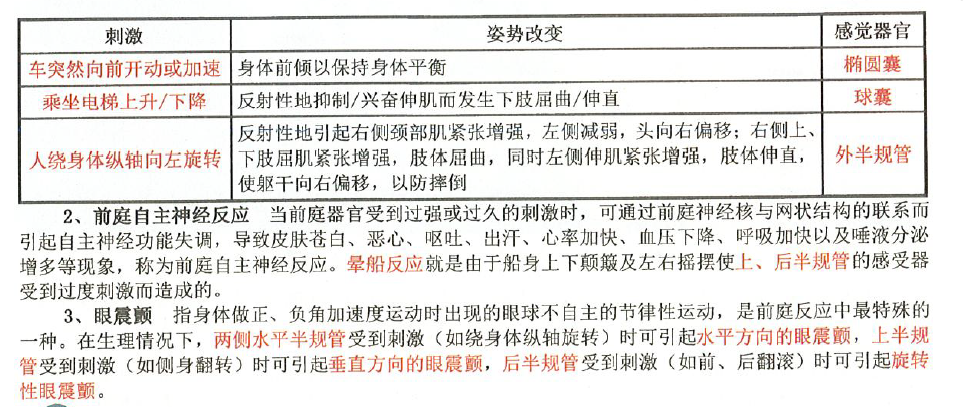 刺激 姿势改变 感觉器官
车突然向前开动或加速 身体前倾以保持身体平衡 椭圆囊
乘坐电梯上升/下降 反射性地抑制/兴奋伸肌而发生下肢屈曲/伸直 球囊
人绕身体纵轴向左旋转 反射性地引起右侧颈部肌紧张增强，左侧减弱，头向右偏移；右侧上、 外半规管
下肢屈肌紧张增强，肢体屈曲，同时左侧伸肌紧张增强，肢体伸直，
使躯干向右偏移，以防摔倒
2、前庭自主神经反应 当前庭器官受到过强或过久的刺激时，可通过前庭神经核与网状结构的联系而
引起自主神经功能失调，导致皮肤苍白、恶心、呕吐、出汗、心率加快、血压下降、呼吸加快以及唾液分泌
增多等现象，称为前庭自主神经反应。晕船反应就是由于船身上下颠簸及左右摇摆使上、后半规管的感受器
受到过度刺激而造成的。
3、眼震颤 指身体做正、负角加速度运动时出现的眼球不自主的节律性运动，是前庭反应中最特殊的
一种。在生理情况下，两侧水平半规管受到刺激（如绕身体纵轴旋转）时可引起水平方向的眼震颤，上半规
管受到刺激（如侧身翻转）时可引起垂直方向的眼震颤，后半规管受到刺激（如前、后翻滚）时可引起旋转
性眼震颤。